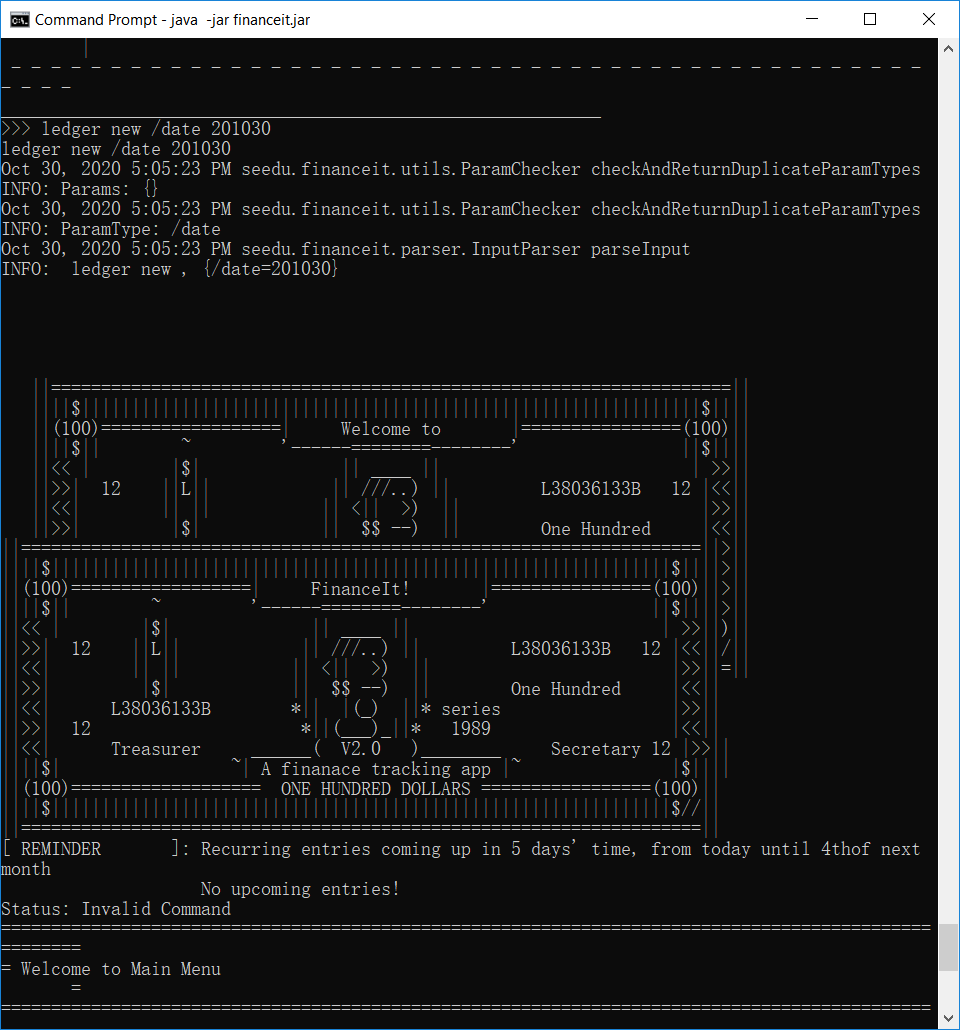 Command Prompt - java  -jar financeit.jar
|
- - - - - - - - - - - - - - - - - - - - - - - - - - - - - - - - - - - - - - - - - - - - - -
- - - -
____________________________________________________________
>>> ledger new /date 201030
ledger new /date 201030
Oct 30, 2020 5:05:23 PM seedu.financeit.utils.ParamChecker checkAndReturnDuplicateParamTypes
INFO: Params: {}
Oct 30, 2020 5:05:23 PM seedu.financeit.utils.ParamChecker checkAndReturnDuplicateParamTypes
INFO: ParamType: /date
Oct 30, 2020 5:05:23 PM seedu.financeit.parser.InputParser parseInput
INFO:  ledger new , {/date=201030}
||====================================================================||
||||$||||||||||||||||||||||||||||||||||||||||||||||||||||||||||||||$||||
||(100)==================|     Welcome to       |================(100)||
||||$||        ~         '------========--------'                ||$||||
||<< |        |$|              || ____ ||                         | >>||
||>>|  12    ||L||            || ///..) ||         L38036133B   12 |<<||
||<<|        || ||            || <||  >)  ||                       |>>||
||>>|         |$|             ||  $$ --)  ||        One Hundred     |<<||
||====================================================================||>||
||||$||||||||||||||||||||||||||||||||||||||||||||||||||||||||||||||$||||>||
||(100)==================|     FinanceIt!       |================(100)||>||
||||$||        ~         '------========--------'                ||$||||>||
||<< |        |$|              || ____ ||                         | >>||)||
||>>|  12    ||L||            || ///..) ||         L38036133B   12 |<<||/||
||<<|        || ||            || <||  >)  ||                       |>>||=||
||>>|         |$|             ||  $$ --)  ||        One Hundred     |<<||
||<<|      L38036133B        *||  |(_)  ||* series                 |>>||
||>>|  12                     *||(___)_||*   1989                  |<<||
||<<|      Treasurer     ______(  V2.0   )________     Secretary 12 |>>||
||||$|                 ~| A finanace tracking app |~               |$||||
||(100)===================  ONE HUNDRED DOLLARS =================(100)||
||||$||||||||||||||||||||||||||||||||||||||||||||||||||||||||||||||$//
||====================================================================||
[ REMINDER       ]: Recurring entries coming up in 5 days' time, from today until 4thof next
month
No upcoming entries!
Status: Invalid Command
=============================================================================================
========
= Welcome to Main Menu
=
=============================================================================================